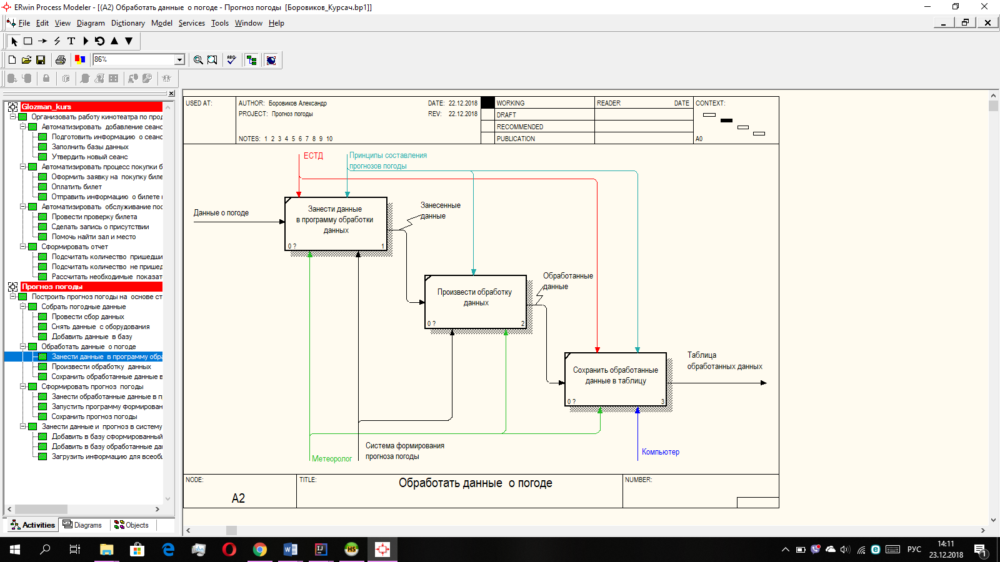 ERwin Process Modeler - [(A2) Обработать данные  о погоде - Прогноз погоды  [Боровиков_Курсач.bp1]]
File Edit View Diagram Dictionary Model Services Tools Window Help
86%
Glozman_kurs
Организовать работу кинотеатра по прод
Автоматизировать  добавление сеанс
Подготовить информацию  о сеанс
Заполнить базы данных
Утвердить новый сеанс
Автоматизировать процесс покупки б
Оформить заявку на  покупку биле
Оплатить билет
Отправить информацию  о билете
Автоматизировать  обслуживание пос
Провести проверку билета
Сделать запись о присутствии
Помочь найти зал и место
Сформировать отчет
Подсчитать количество  пришедши
Подсчитать количество  не пришед
Рассчитать необходимые  показат
Прогноз погоды
Построить прогноз погоды на  основе ст
Собрать погодные данные
Провести сбор данных
Снять данные  с оборудования
Добавить данные  в базу
Обработать данные  о погоде
Занести данные  в программу обра
Произвести обработку  данных
Сохранить обработанные данные в
Сформировать прогноз  погоды
Занести обработанные данные в п
Запустить программу формирован
Сохранить прогноз погоды
Занести данные и  прогноз в систему
Добавить в базу сформированный
Добавить в базу обработанные да
Загрузить информацию для всеоб
Activities Diagrams Objects
USED AT:
AUTHER: Боровиков Александр
DATE: 22.12.2018
PROJECT: Прогноз погоды
REV: 22.12.2018
NOTES: 1 2 3 4 5 6 7 8 9 10
WORKING
DRAFT
RECOMMENDED
PUBLICATION
READER DATE
CONTEXT:
A0
ЕСТД
Принципы составления
прогнозов погоды
Данные о погоде
Занести данные
в программу обработки
данных
0 ? 1
Занесенные
данные
Произвести обработку
данных
0 ? 2
Обработанные
данные
Сохранить обработанные
данные в таблицу
0 ? 3
Таблица
обработанных данных
Метеоролог
Система формирования
прогноза погоды
Компьютер
NODE:
A2
TITLE:
Обработать данные  о погоде
NUMBER:
РУС
14:11
23.12.2018
1